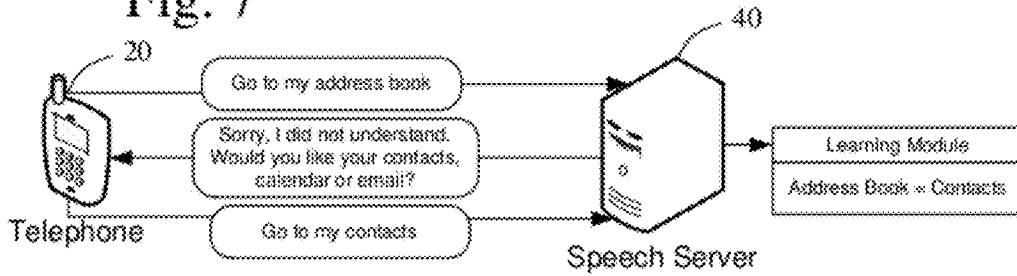 Fig. 7
20
40
Go to my address book
Sorry, I did not understand.
Would you like your contacts,
calendar or email?
Go to my contacts
Telephone
Speech Server
Learning Module
Address Book = Contacts